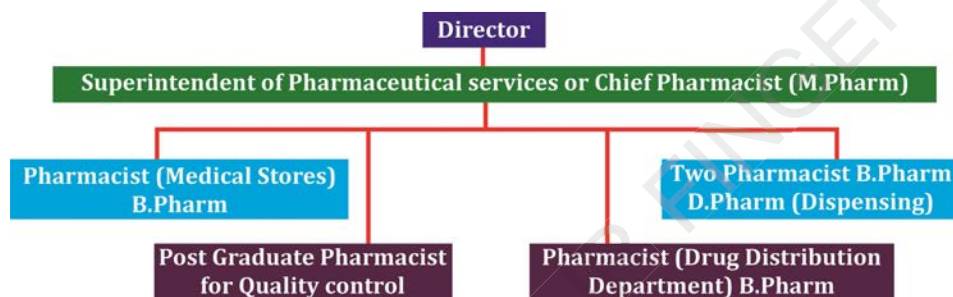 Director
Superintendent of Pharmaceutical services or Chief Pharmacist (M.Pharm)
Pharmacist (Medical Stores)
B.Pharm
Two Pharmacist B.Pharm
D.Pharm (Dispensing)
Post Graduate Pharmacist
for Quality control
Pharmacist (Drug Distribution
Department) B.Pharm